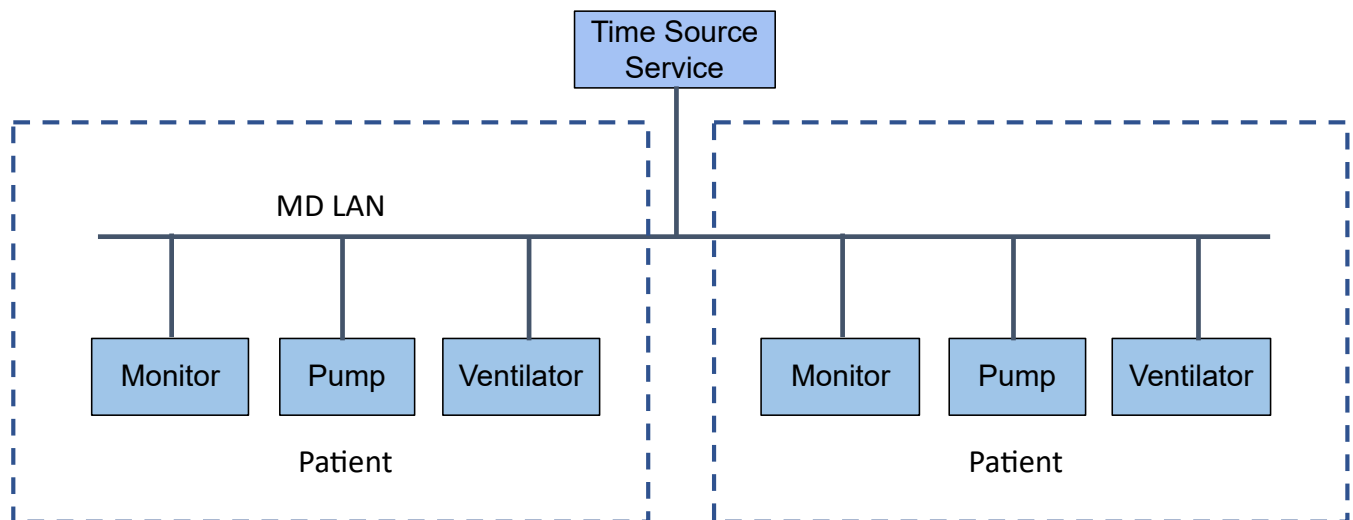 Time Source
Service
MD LAN
Monitor
Pump
Ventilator
Monitor
Pump
Ventilator
Patient
Patient